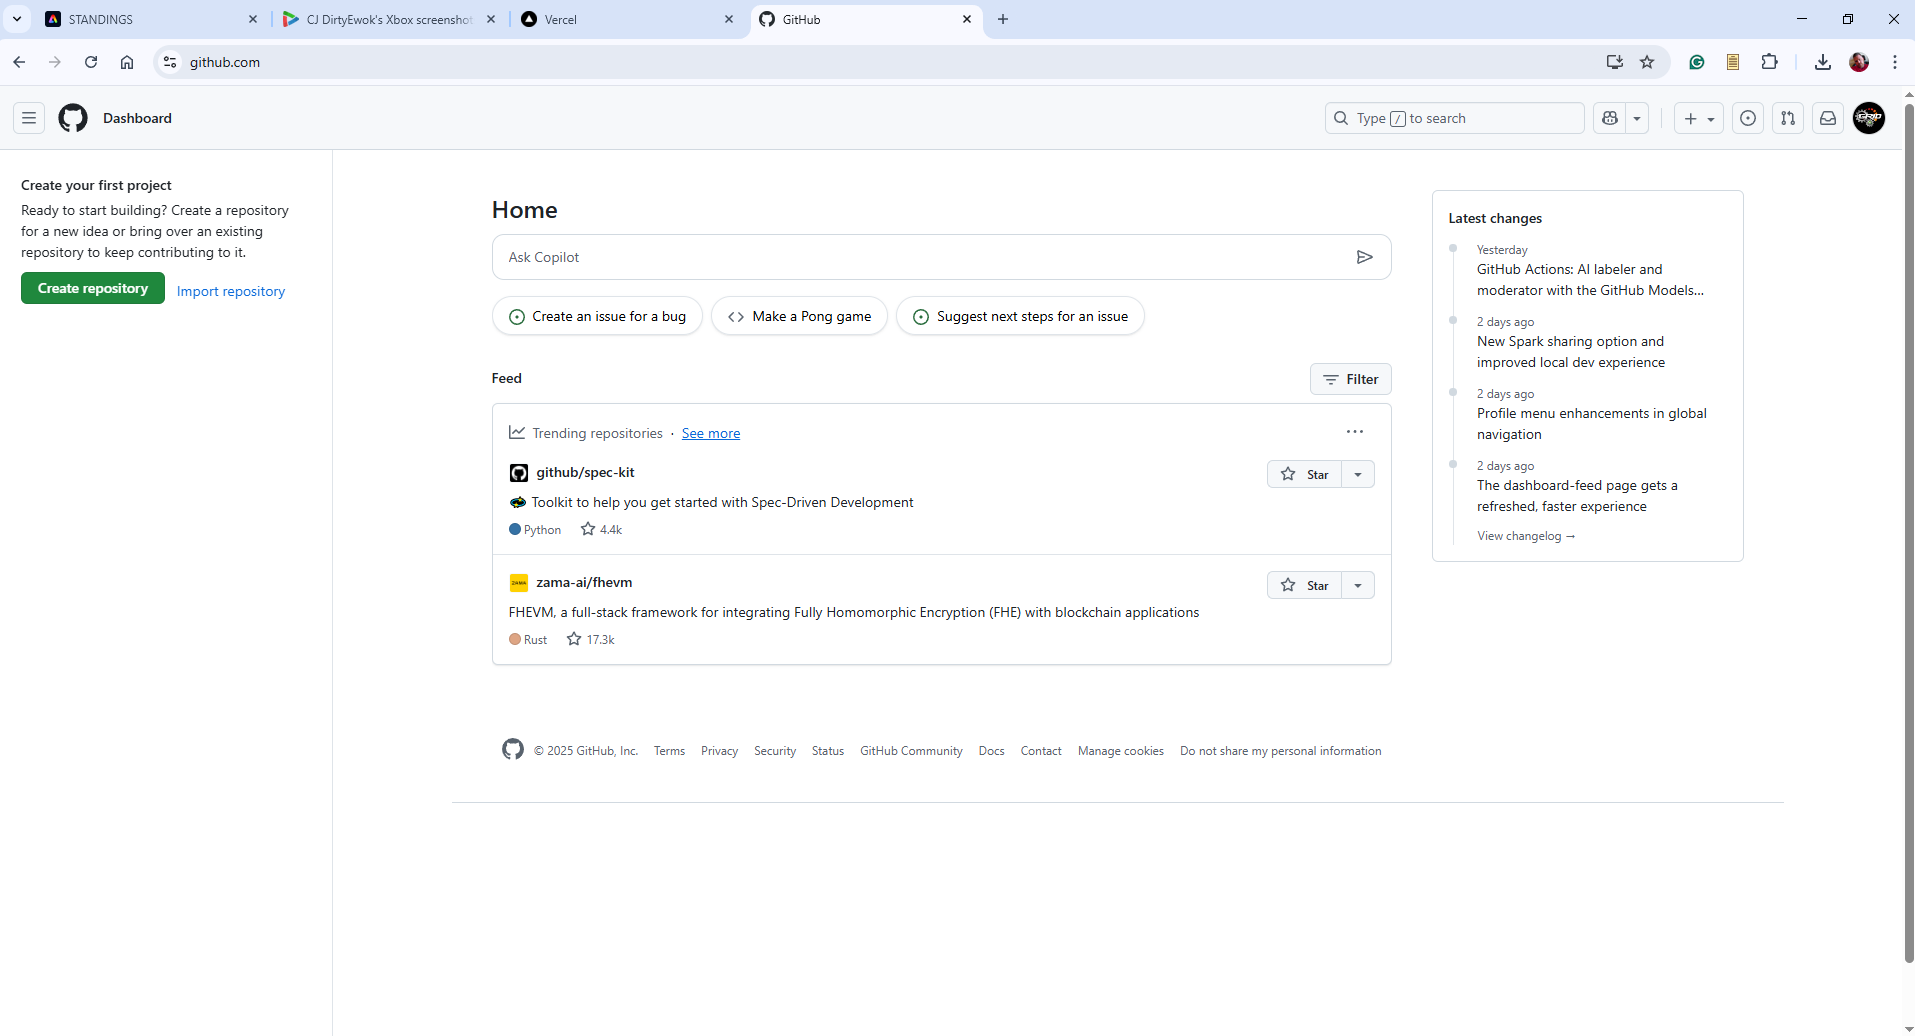 STANDINGS
CJ DirtyEwok's Xbox screenshot
Vercel
GitHub
github.com
Dashboard
Type / to search
Create your first project
Ready to start building? Create a repository
for a new idea or bring over an existing
repository to keep contributing to it.
Create repository
Import repository
Home
Ask Copilot
Create an issue for a bug
Make a Pong game
Suggest next steps for an issue
Feed
Filter
Trending repositories · See more
github/spec-kit
Star
Toolkit to help you get started with Spec-Driven Development
Python
4.4k
ZAMA
zama-ai/fhevm
Star
FHEVM, a full-stack framework for integrating Fully Homomorphic Encryption (FHE) with blockchain applications
Rust
17.3k
Latest changes
Yesterday
GitHub Actions: AI labeler and
moderator with the GitHub Models...
2 days ago
New Spark sharing option and
improved local dev experience
2 days ago
Profile menu enhancements in global
navigation
2 days ago
The dashboard-feed page gets a
refreshed, faster experience
View changelog →
© 2025 GitHub, Inc.
Terms
Privacy
Security
Status
GitHub Community
Docs
Contact
Manage cookies
Do not share my personal information